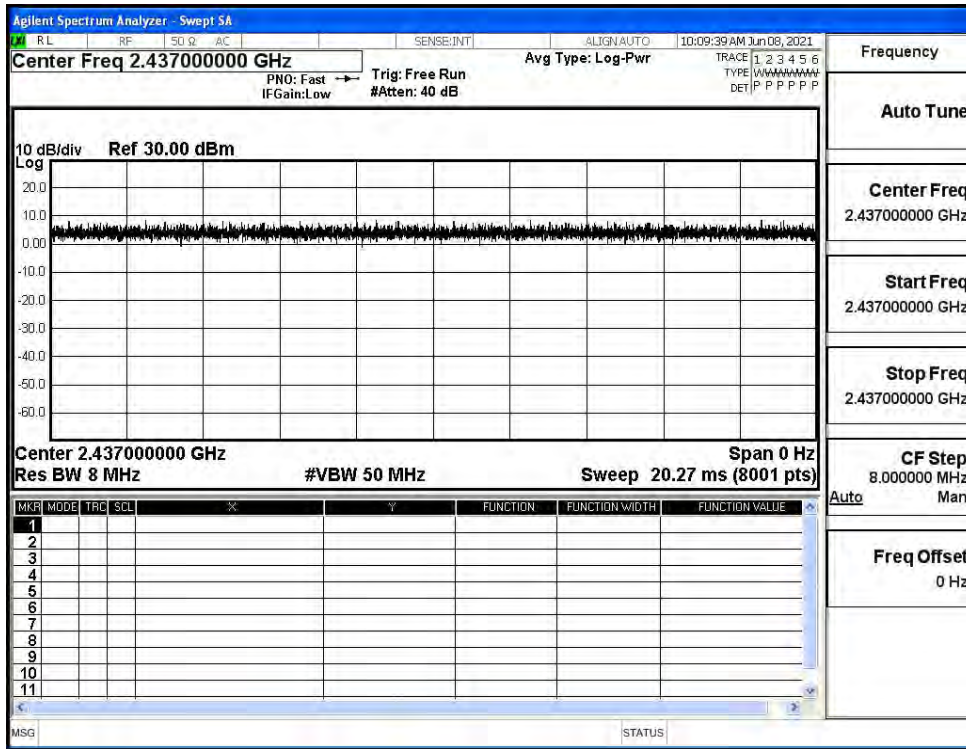 Agilent Spectrum Analyzer - Swept SA
LXI RL RF 50 Ω AC SENSE:INT ALIGN AUTO 10:09:39 AM Jun 08, 2021
Center Freq 2.437000000 GHz Avg Type: Log-Pwr TRACE 1 2 3 4 5 6
PNO: Fast Trig: Free Run TYPE WWWWWW
IFGain:Low #Atten: 40 dB DET P P P P P P
10 dB/div Ref 30.00 dBm
Log
20.0
10.0
0.00
-10.0
-20.0
-30.0
-40.0
-50.0
-60.0
Center 2.437000000 GHz Span 0 Hz
Res BW 8 MHz #VBW 50 MHz Sweep 20.27 ms (8001 pts)
MKR MODE TRC SCL X Y FUNCTION FUNCTION WIDTH FUNCTION VALUE
1
2
3
4
5
6
7
8
9
10
11
MSG STATUS
Frequency
Auto Tune
Center Freq
2.437000000 GHz
Start Freq
2.437000000 GHz
Stop Freq
2.437000000 GHz
CF Step
8.000000 MHz
Auto Man
Freq Offset
0 Hz